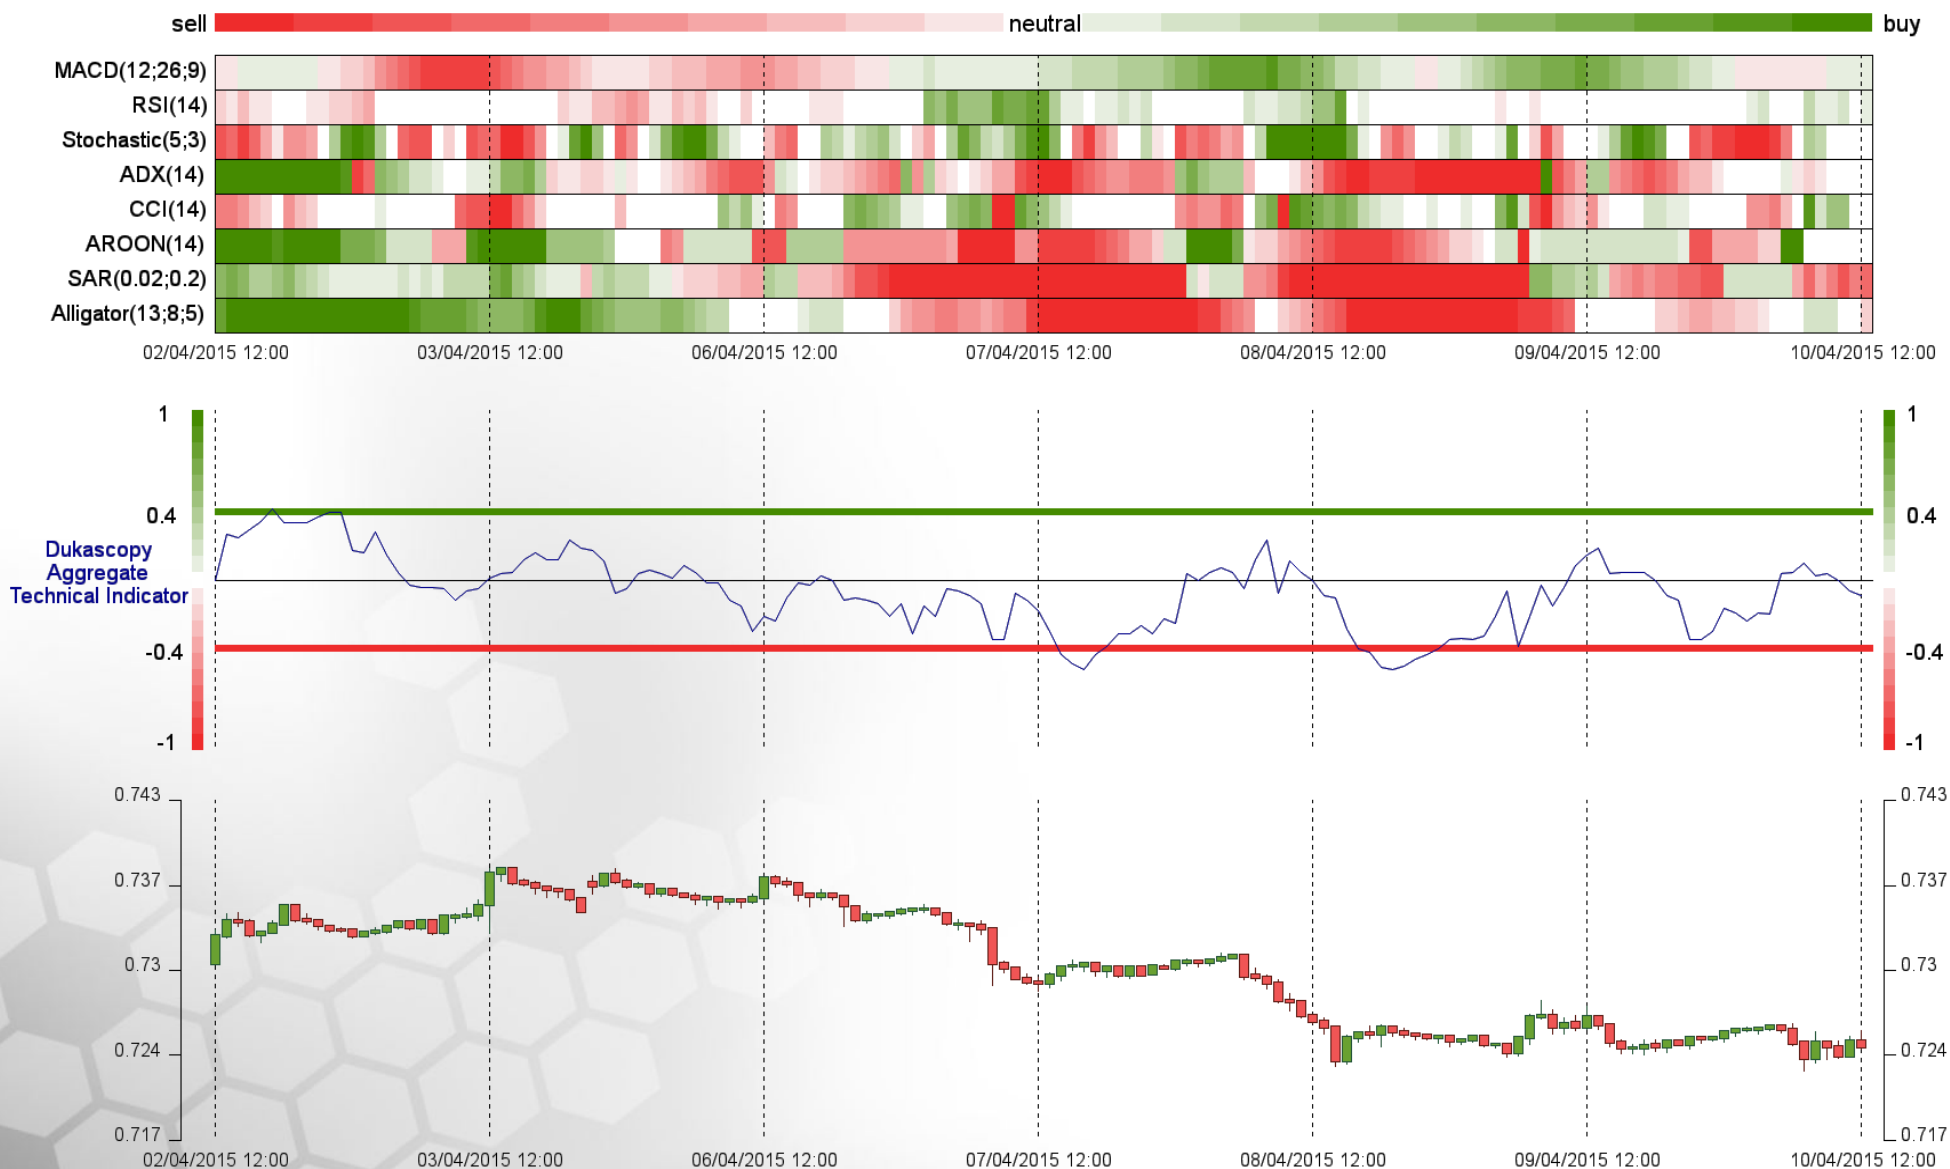 sell neutral buy
MACD(12;26;9)
RSI(14)
Stochastic(5;3)
ADX(14)
CCI(14)
AROON(14)
SAR(0.02;0.2)
Alligator(13;8;5)
02/04/2015 12:00 03/04/2015 12:00 06/04/2015 12:00 07/04/2015 12:00 08/04/2015 12:00 09/04/2015 12:00 10/04/2015 12:00
1 1
0.4 0.4
Dukascopy
Aggregate
Technical Indicator
-0.4 -0.4
-1 -1
0.743 0.743
0.737 0.737
0.73 0.73
0.724 0.724
0.717 0.717
02/04/2015 12:00 03/04/2015 12:00 06/04/2015 12:00 07/04/2015 12:00 08/04/2015 12:00 09/04/2015 12:00 10/04/2015 12:00